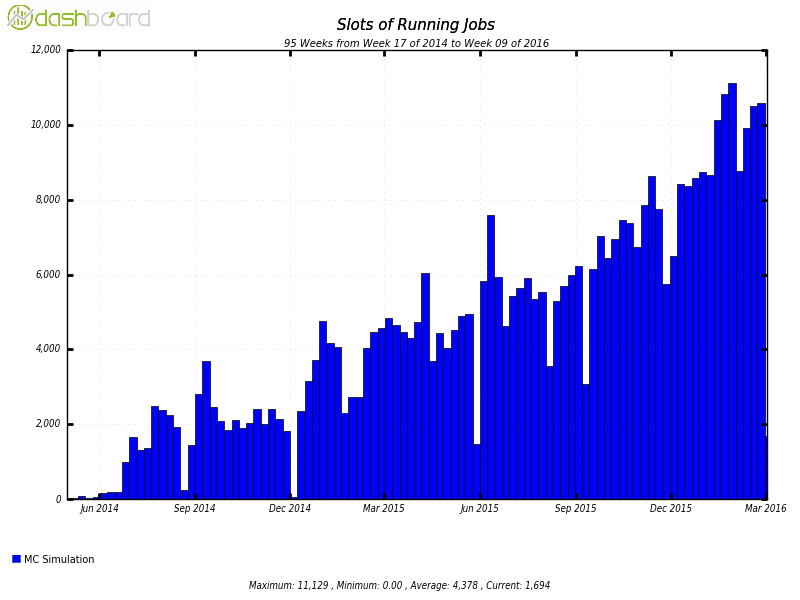 dashboard
Slots of Running Jobs
95 Weeks from Week 17 of 2014 to Week 09 of 2016
12,000
10,000
8,000
6,000
4,000
2,000
0
Jun 2014 Sep 2014 Dec 2014 Mar 2015 Jun 2015 Sep 2015 Dec 2015 Mar 2016
MC Simulation
Maximum: 11,129 , Minimum: 0.00 , Average: 4,378 , Current: 1,694